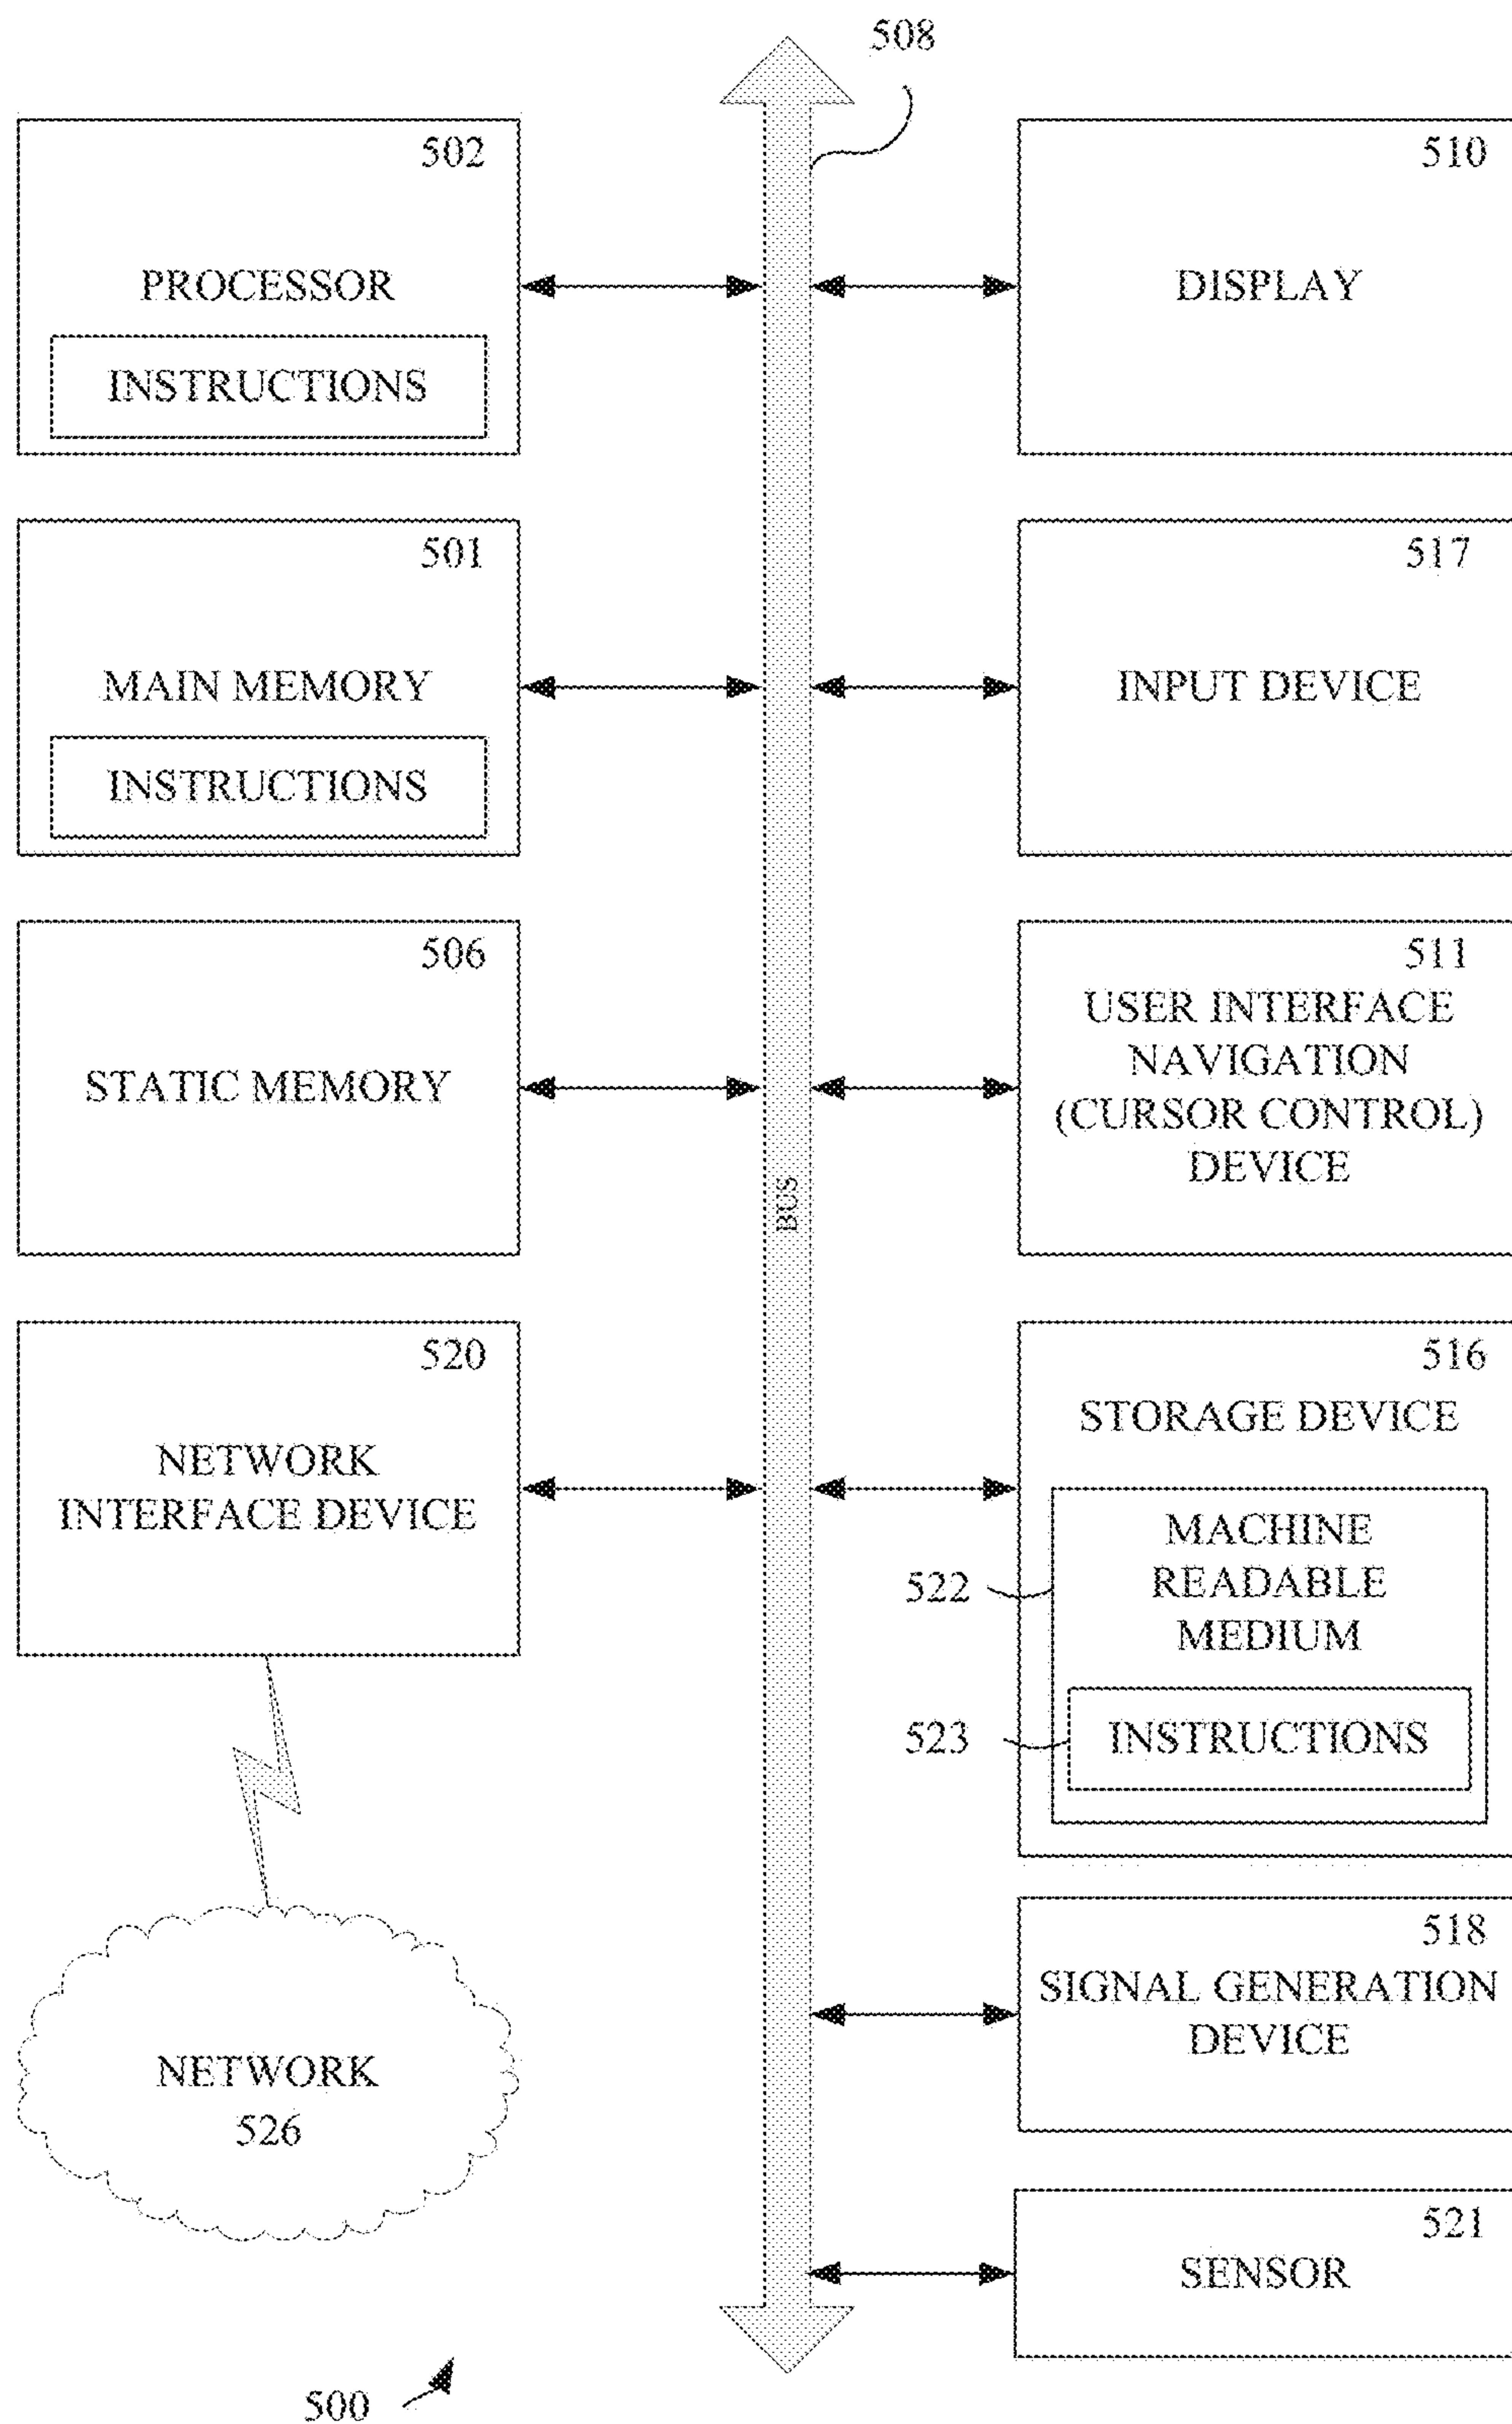 508
502
PROCESSOR
INSTRUCTIONS
510
DISPLAY
501
MAIN MEMORY
INSTRUCTIONS
517
INPUT DEVICE
506
STATIC MEMORY
511
USER INTERFACE
NAVIGATION
(CURSOR CONTROL)
DEVICE
BUS
520
NETWORK
INTERFACE DEVICE
516
STORAGE DEVICE
522
MACHINE
READABLE
MEDIUM
523
INSTRUCTIONS
518
SIGNAL GENERATION
DEVICE
NETWORK
526
521
SENSOR
500